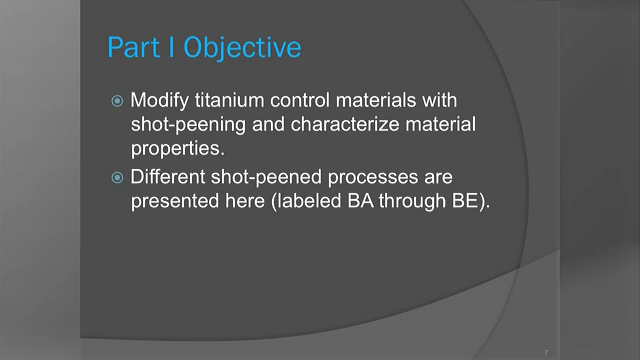 Part I Objective
Modify titanium control materials with
shot-peening and characterize material
properties.
Different shot-peened processes are
presented here (labeled BA through BE).
7